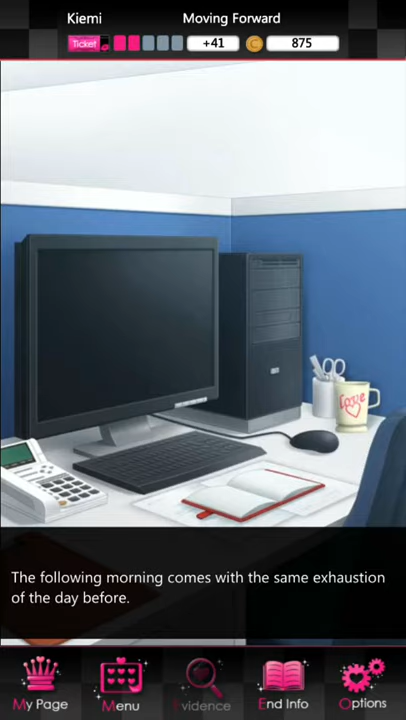 Kiemi
Moving Forward
Ticket
+41
C
875
Love
The following morning comes with the same exhaustion
of the day before.
My Page
Menu
Evidence
End Info
Options